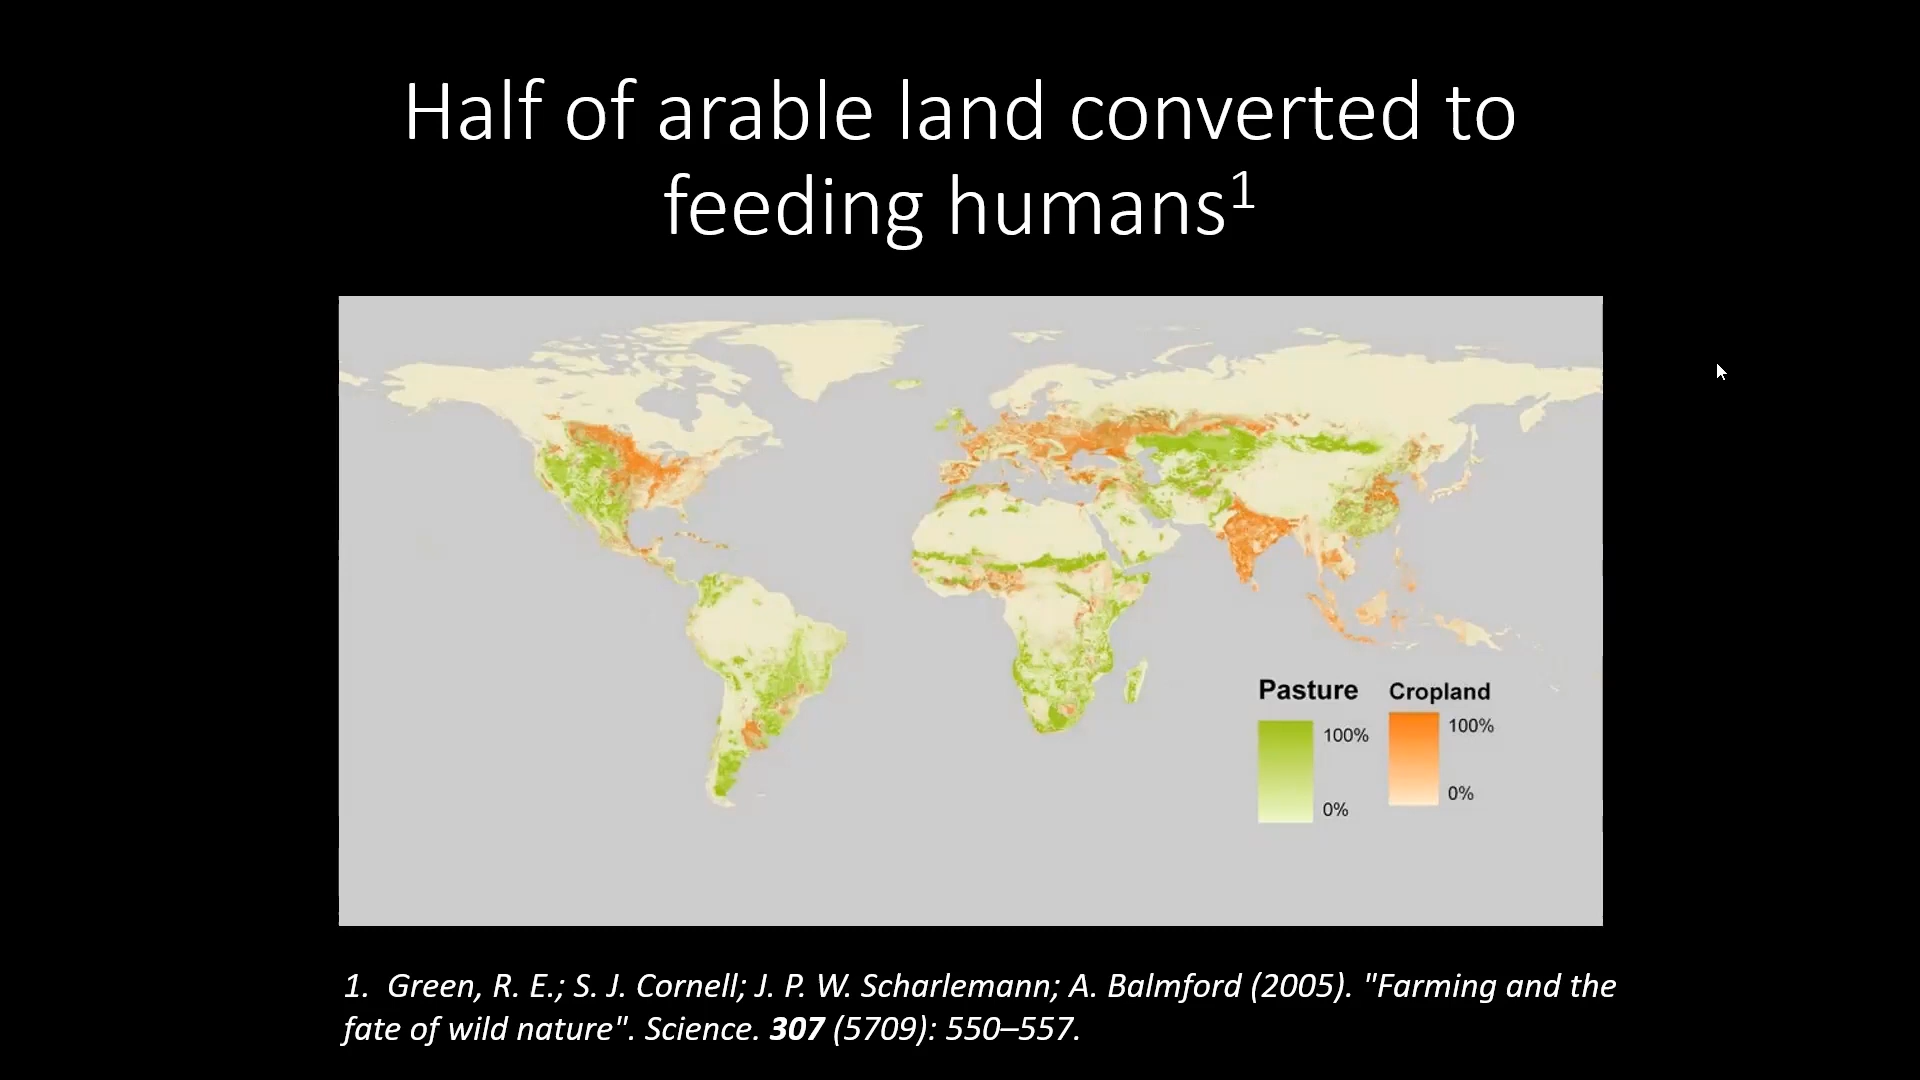 Half of arable land converted to
feeding humans¹
Pasture
Cropland
100%
100%
0%
0%
1. Green, R. E.; S. J. Cornell; J. P. W. Scharlemann; A. Balmford (2005). "Farming and the
fate of wild nature". Science. 307 (5709): 550–557.